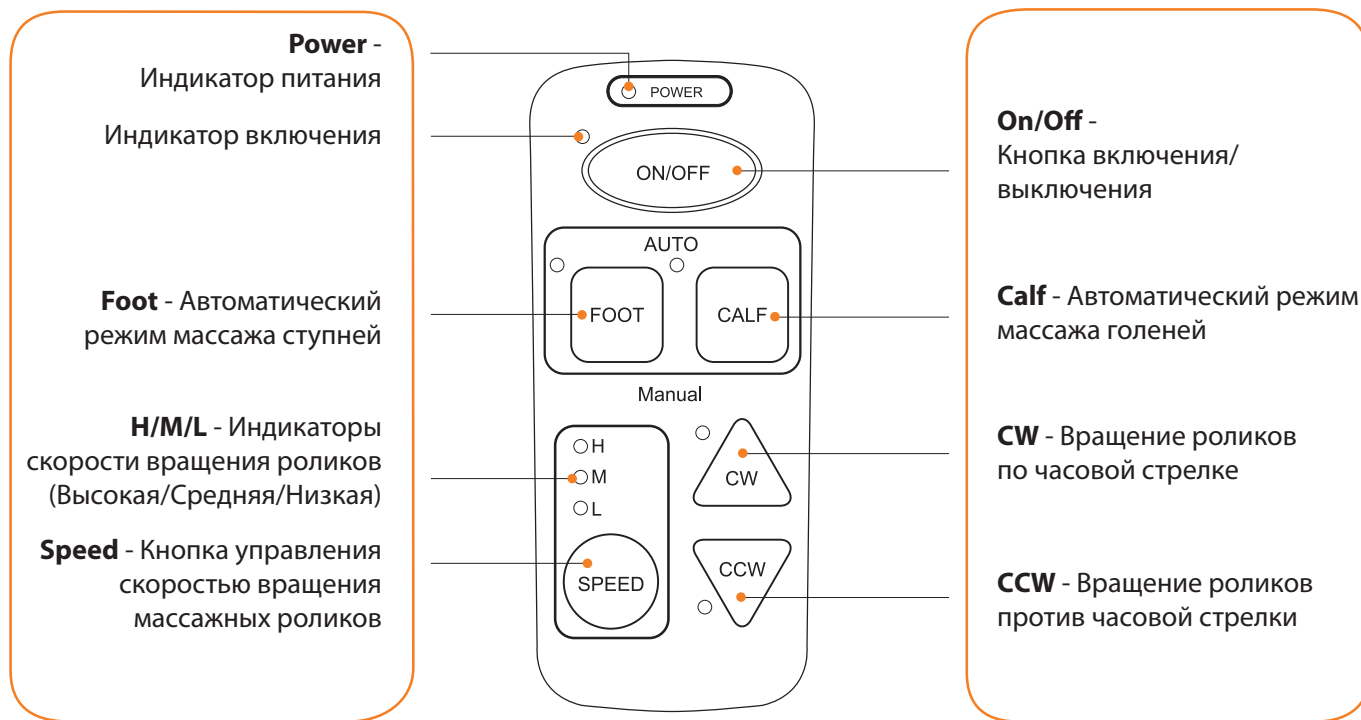 Power -
Индикатор питания
Индикатор включения
Foot - Автоматический
режим массажа ступней
H/M/L - Индикаторы
скорости вращения роликов
(Высокая/Средняя/Низкая)
Speed - Кнопка управления
скоростью вращения
массажных роликов
POWER
ON/OFF
AUTO
FOOT
CALF
Manual
H
M
L
SPEED
CW
CCW
On/Off -
Кнопка включения/
выключения
Calf - Автоматический режим
массажа голеней
CW - Вращение роликов
по часовой стрелке
CCW - Вращение роликов
против часовой стрелки